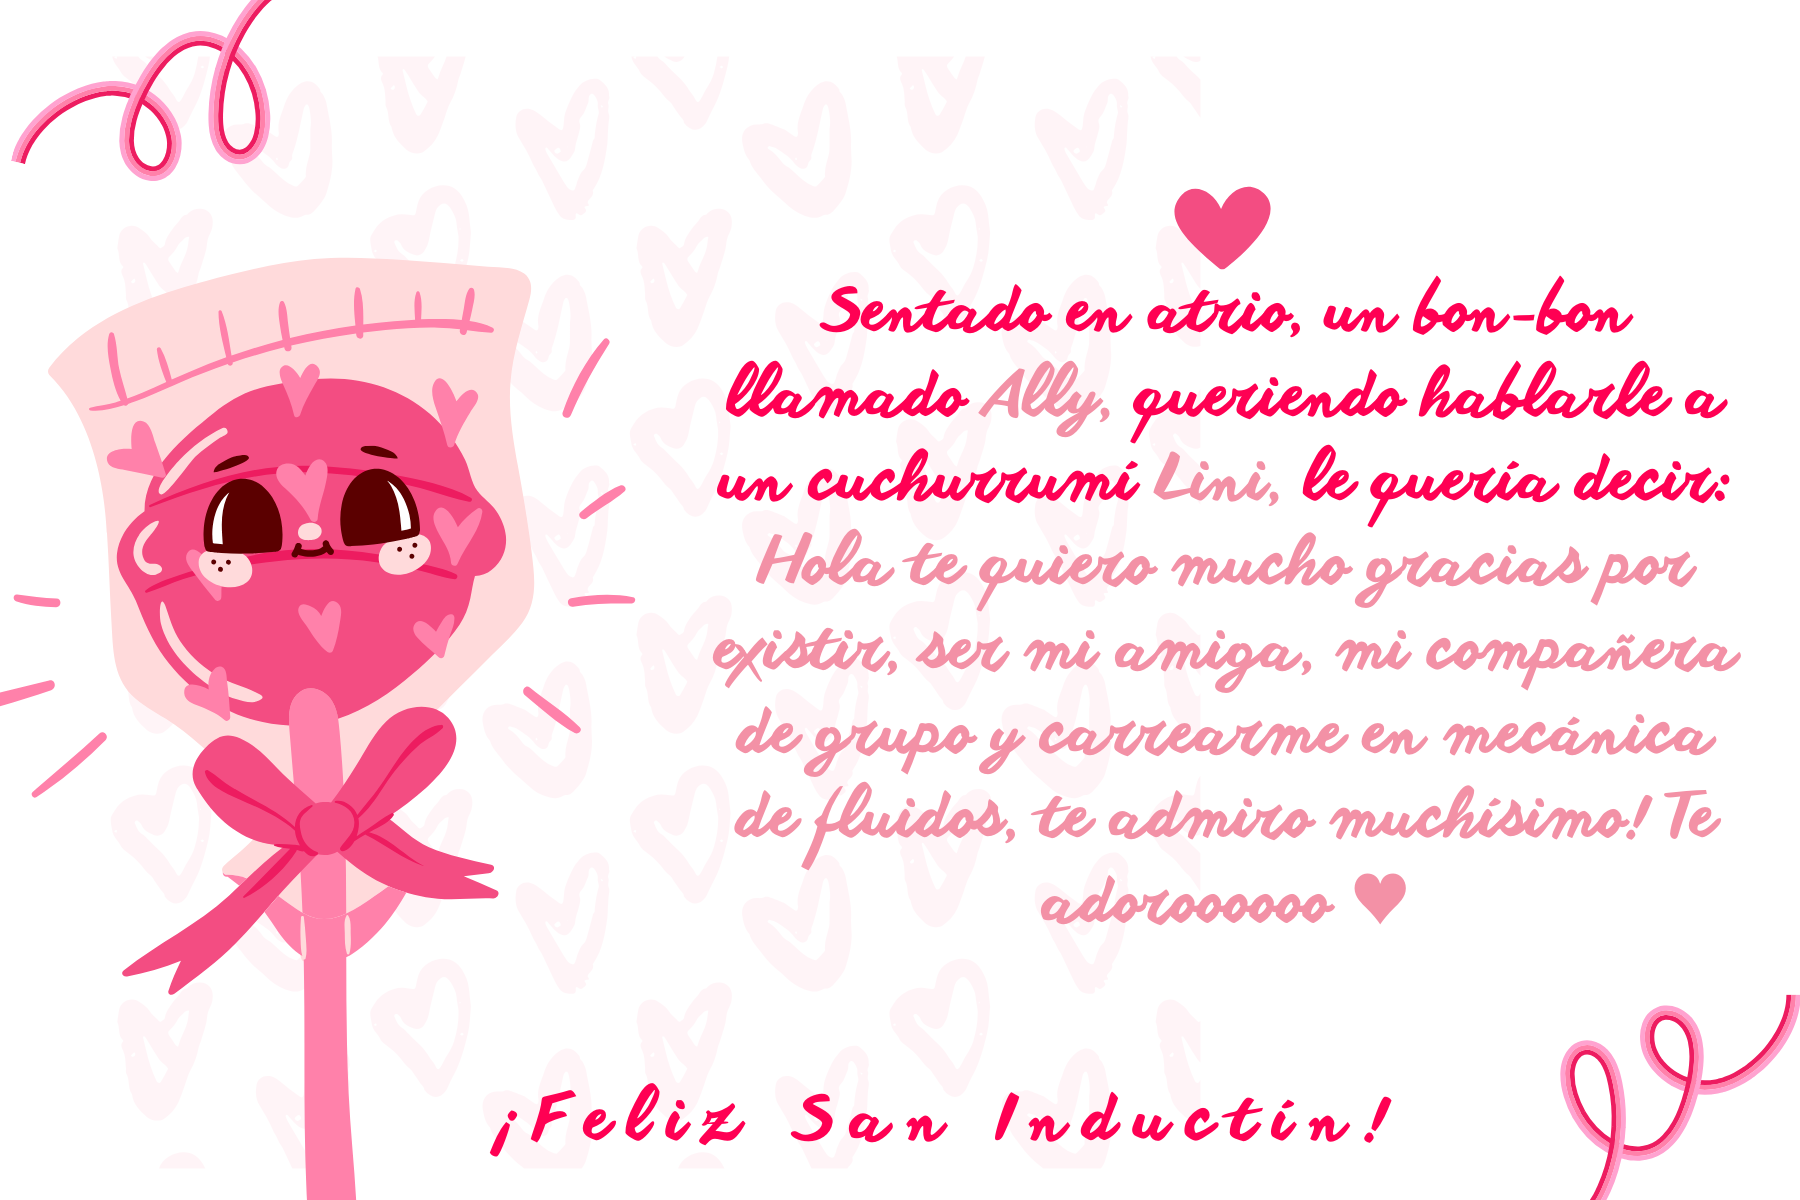 Sentado en atrio, un bon-bon
llamado Ally, queriendo hablarle a
un cuchurrumí Lini, le quería decir:
Hola te quiero mucho gracias por
existir, ser mi amiga, mi compañera
de grupo y carrearme en mecánica
de fluidos, te admiro muchísimo! Te
adoroooooo ♥
¡Feliz San Inductín!